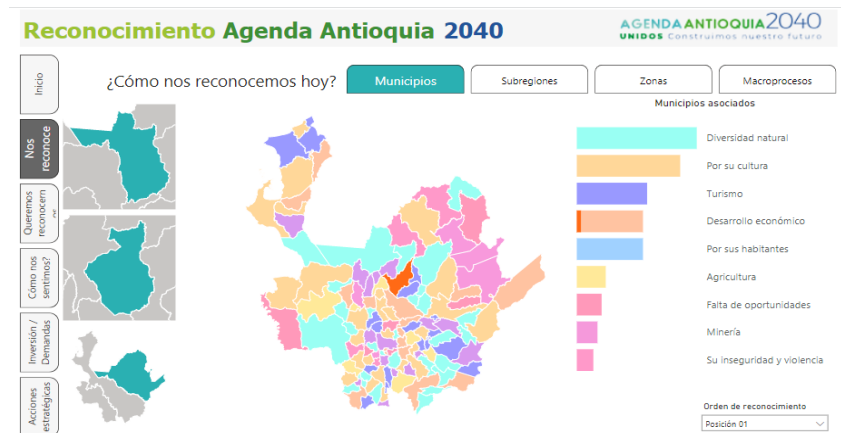 Reconocimiento Agenda Antioquia 2040
AGENDA ANTIOQUIA 2040
UNIDOS Construimos nuestro futuro
Inicio
Nos
reconoce
Queremos
reconocern
Cómo nos
sentimos?
Inversión /
Demandas
Acciones
estratégicas
¿Cómo nos reconocemos hoy?
Municipios
Subregiones
Zonas
Macroprocesos
Municipios asociados
Diversidad natural
Por su cultura
Turismo
Desarrollo económico
Por sus habitantes
Agricultura
Falta de oportunidades
Minería
Su inseguridad y violencia
Orden de reconocimiento
Posición 01